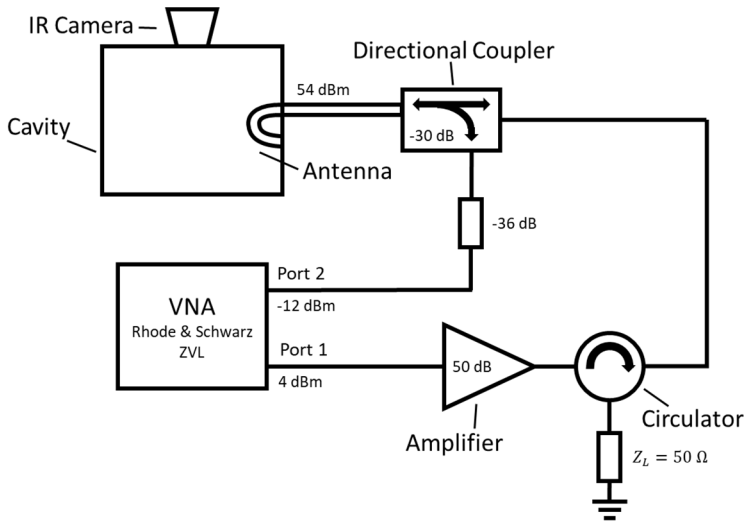 IR Camera
Directional Coupler
54 dBm
-30 dB
Cavity
Antenna
-36 dB
Port 2
VNA
-12 dBm
Rhode & Schwarz
ZVL
Port 1
4 dBm
50 dB
Circulator
Amplifier
Z_L = 50 Ω